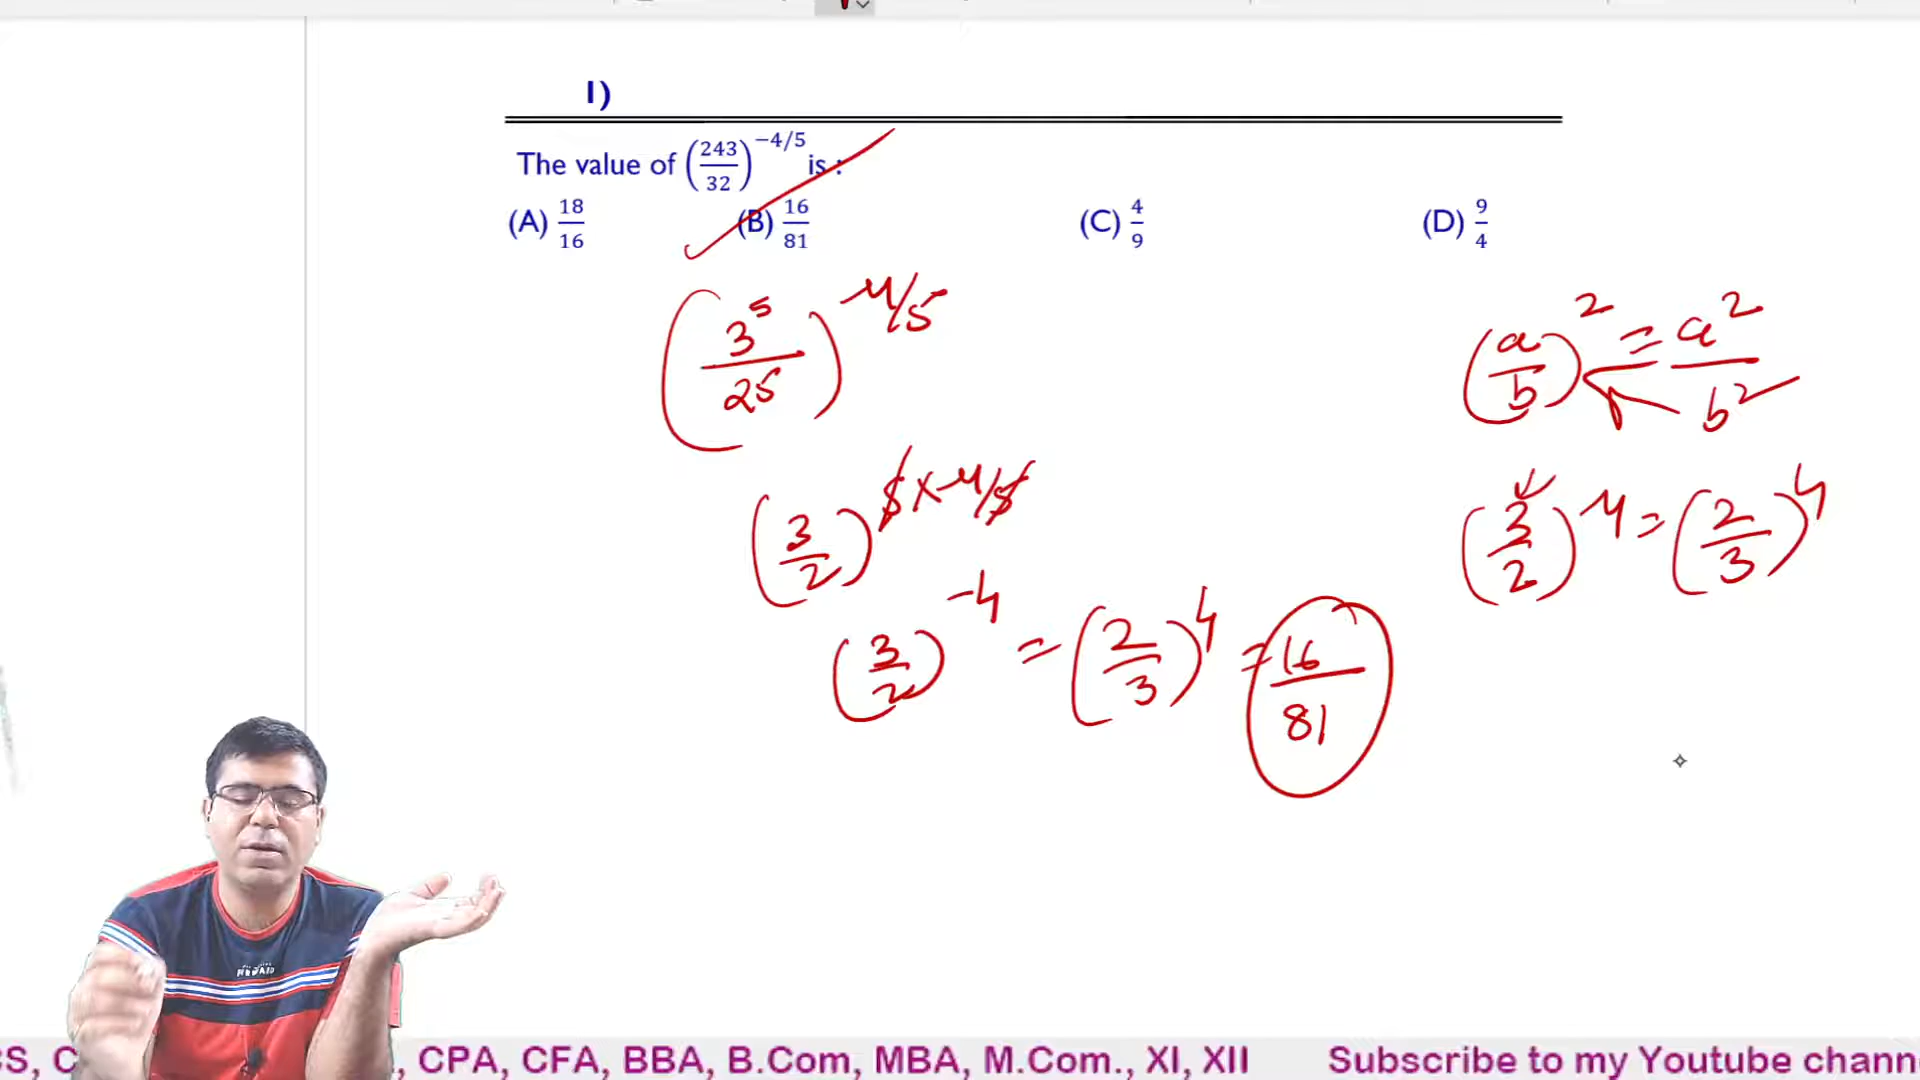 1)
The value of (243/32)^−4/5 is :
(A) 18/16 (B) 16/81 (C) 4/9 (D) 9/4
(3^5/2^5)^-4/5
(a/b)^2 = a^2/b^2
(3/2)^5×-4/5
(3/2)^-4 = (2/3)^4
(3/2)^-4 = (2/3)^4 = 16/81
CS, C , CPA, CFA, BBA, B.Com, MBA, M.Com., XI, XII Subscribe to my Youtube chann